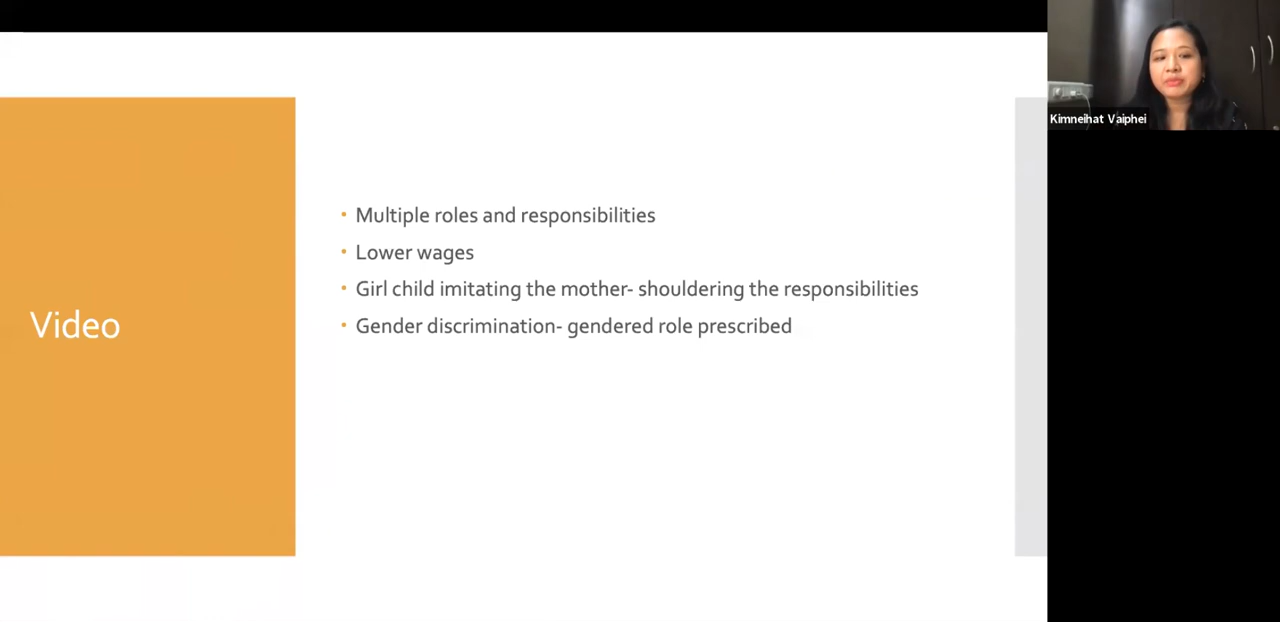 Video
Multiple roles and responsibilities
Lower wages
Girl child imitating the mother- shouldering the responsibilities
Gender discrimination- gendered role prescribed
Kimneihat Vaiphei